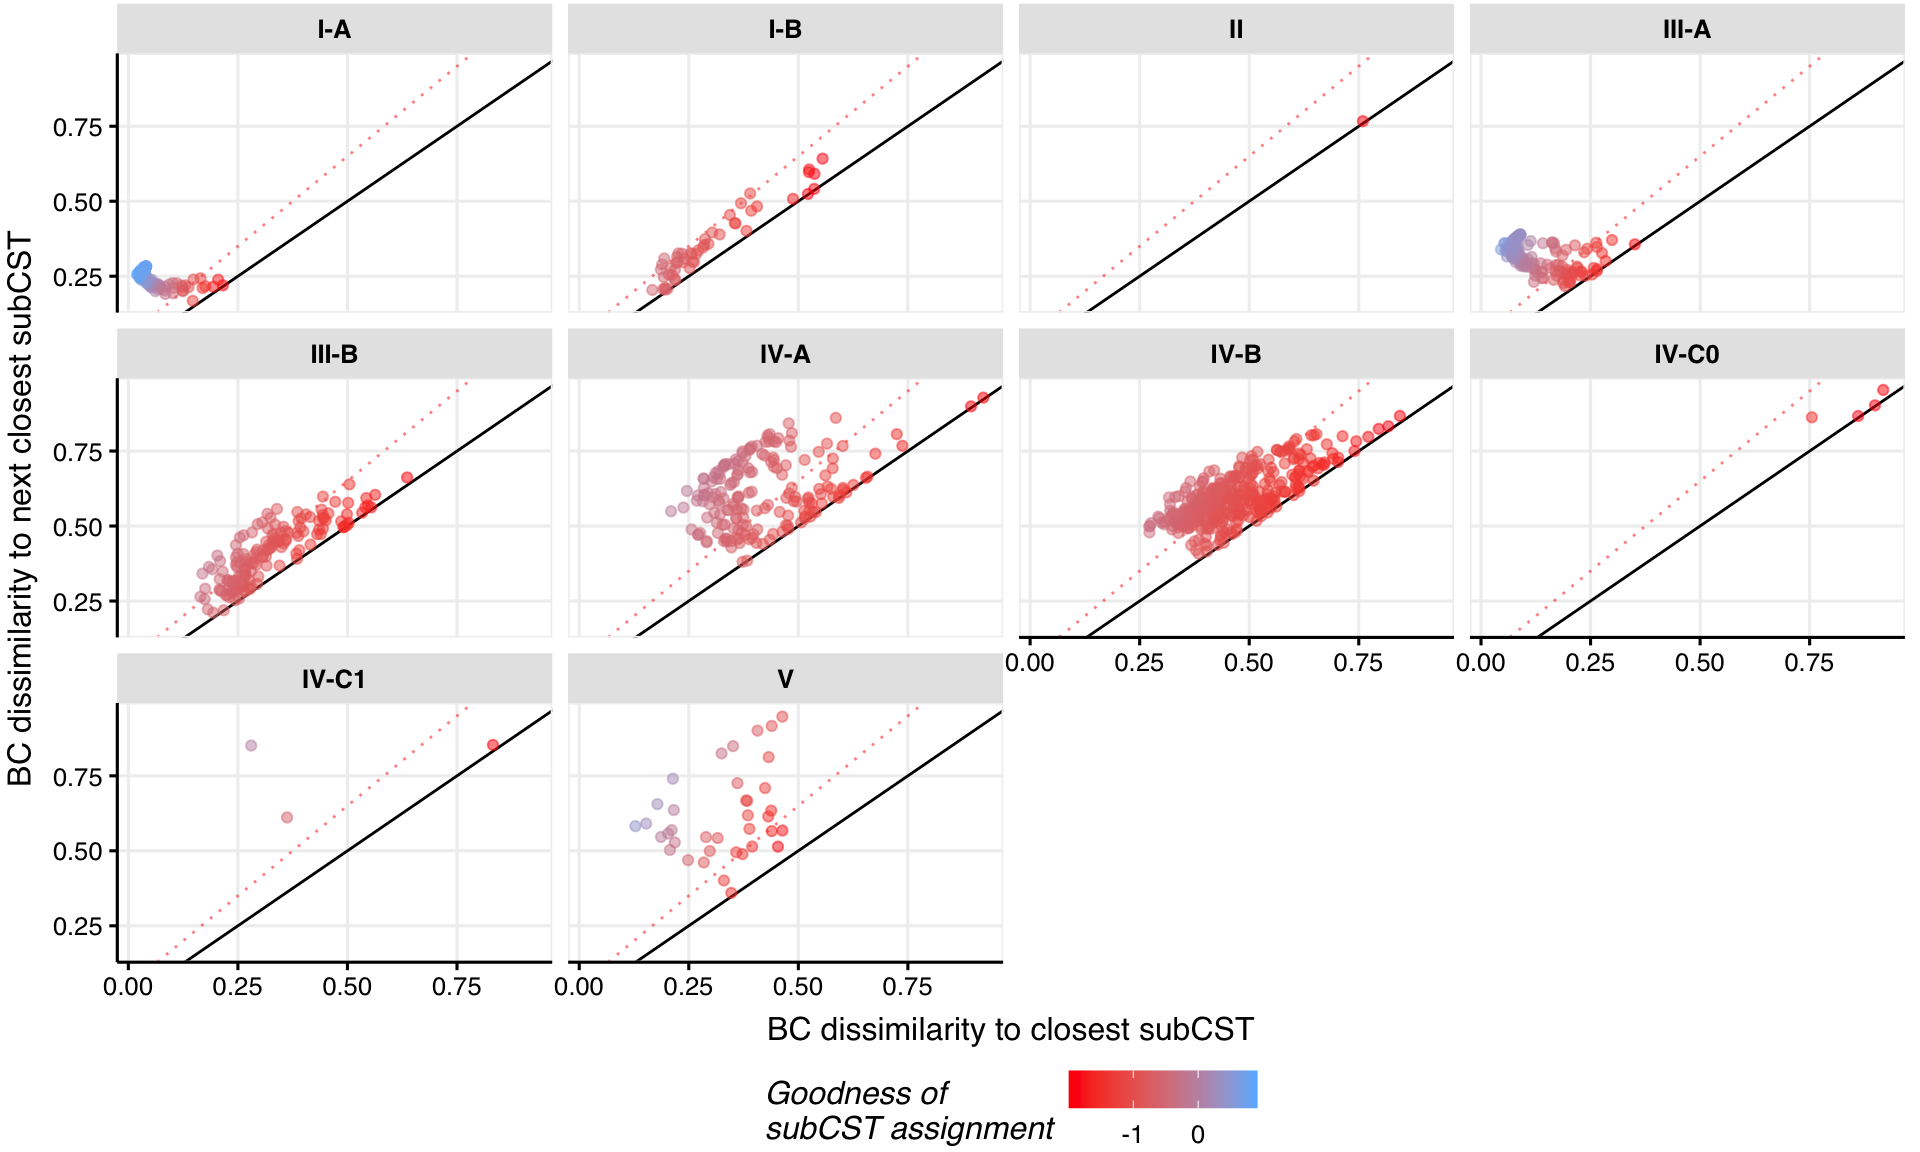 I-A
I-B
II
III-A
0.75
0.50
0.25
III-B
IV-A
IV-B
IV-C0
0.75
0.50
0.25
0.00 0.25 0.50 0.75
0.00 0.25 0.50 0.75
IV-C1
V
0.75
0.50
0.25
0.00 0.25 0.50 0.75
0.00 0.25 0.50 0.75
BC dissimilarity to next closest subCST
BC dissimilarity to closest subCST
Goodness of
subCST assignment
-1 0